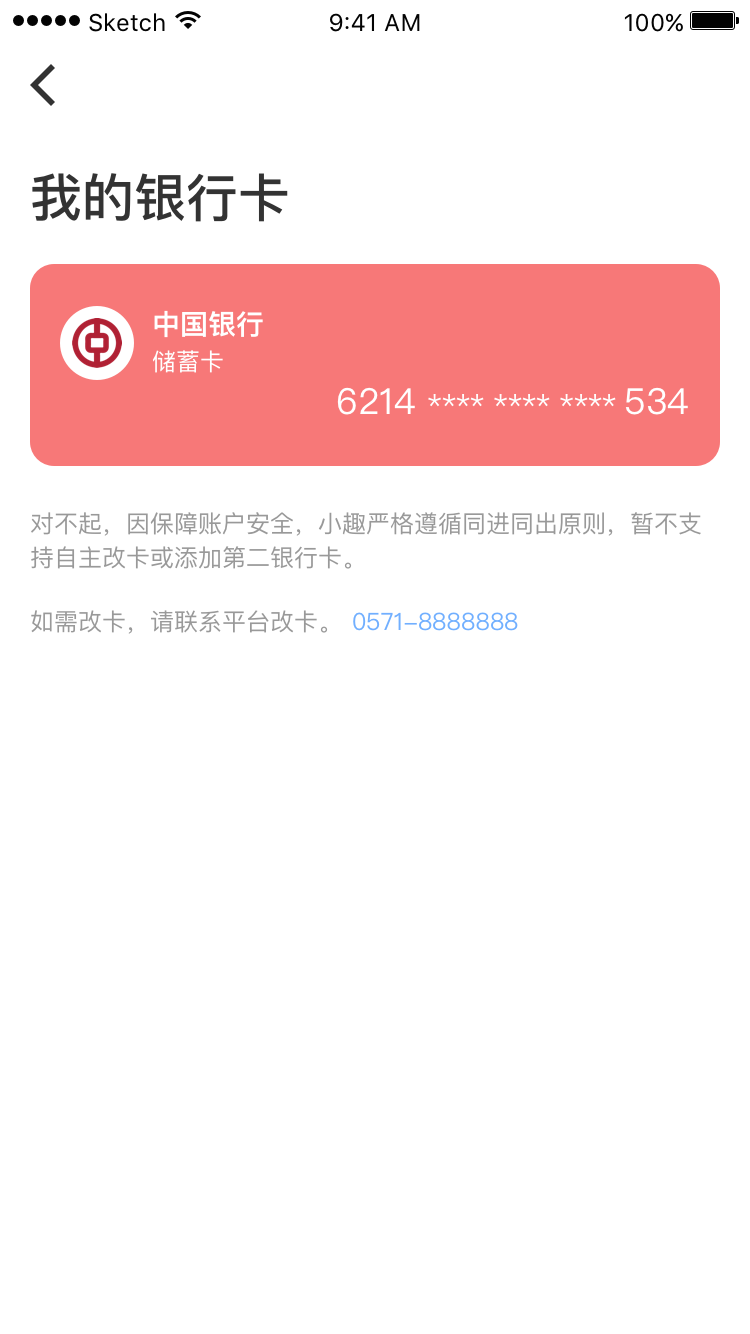 ●●●●● Sketch 9:41 AM 100%
我的银行卡
中国银行
储蓄卡
6214 **** **** **** 534
对不起，因保障账户安全，小趣严格遵循同进同出原则，暂不支
持自主改卡或添加第二银行卡。
如需改卡，请联系平台改卡。 0571-8888888